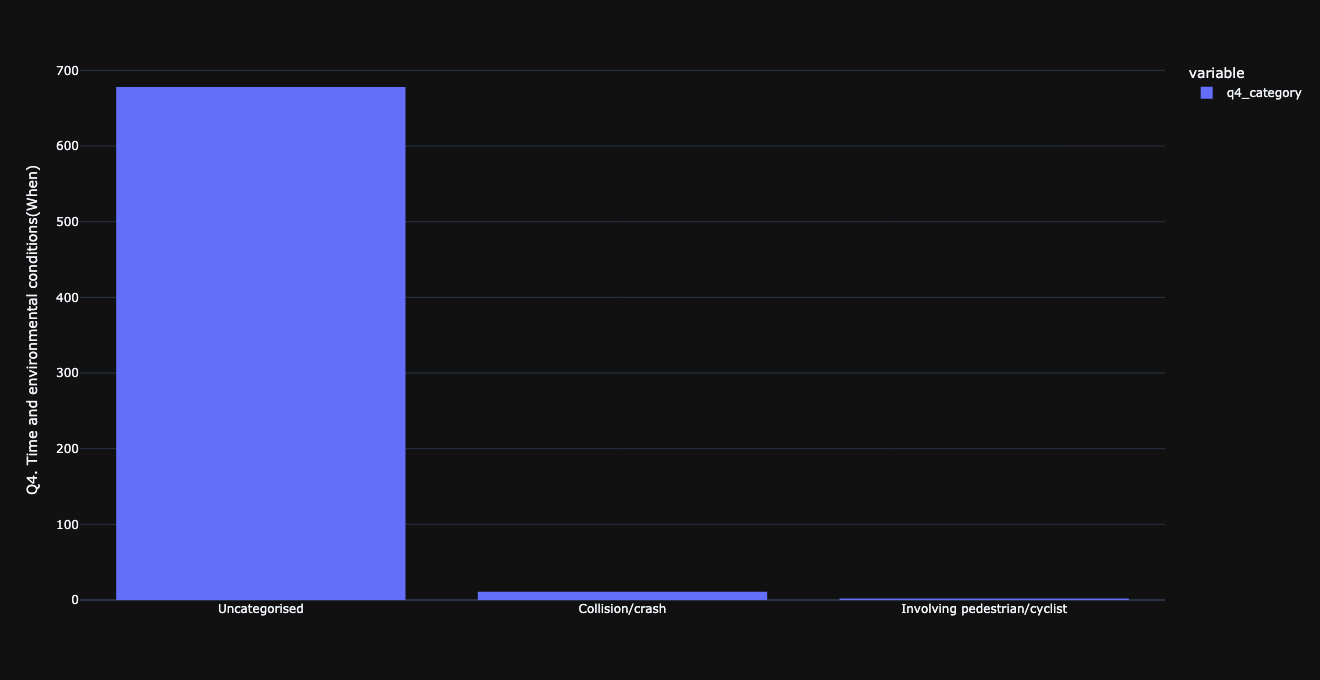 700
600
500
400
300
200
100
0
Q4. Time and environmental conditions(When)
Uncategorised
Collision/crash
Involving pedestrian/cyclist
variable
q4_category